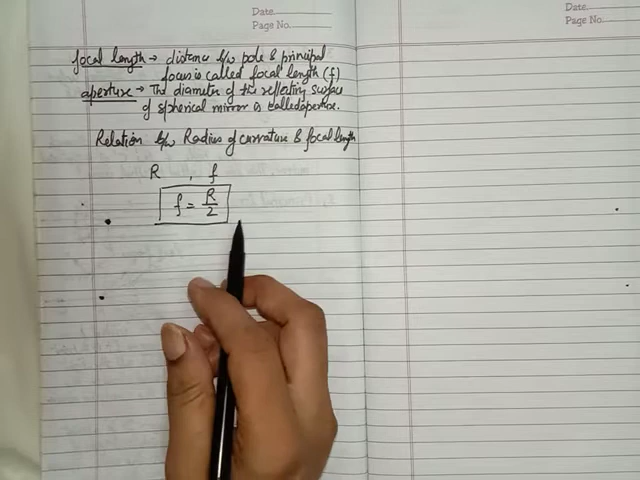 Date
Page No.
Date
Page No.
focal length → distance b/w pole & principal
focus is called focal length (f)
aperture → The diameter of the reflecting surface
of spherical mirror is called aperture.
Relation b/w Radius of curvature & focal length
R , f
f = R/2